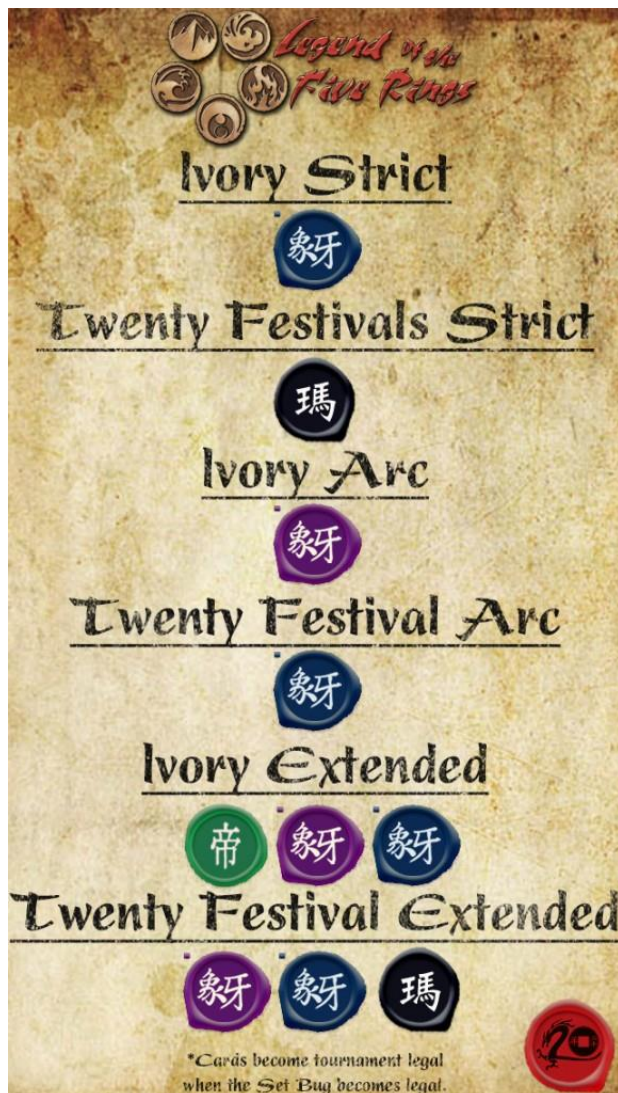 Legend of the
Five Rings
Ivory Strict
象牙
Twenty Festivals Strict
瑪
Ivory Arc
象牙
Twenty Festival Arc
象牙
Ivory Extended
帝 象牙 象牙
Twenty Festival Extended
象牙 象牙 瑪
20
*Cards become tournament legal
when the Set Bug becomes legal.